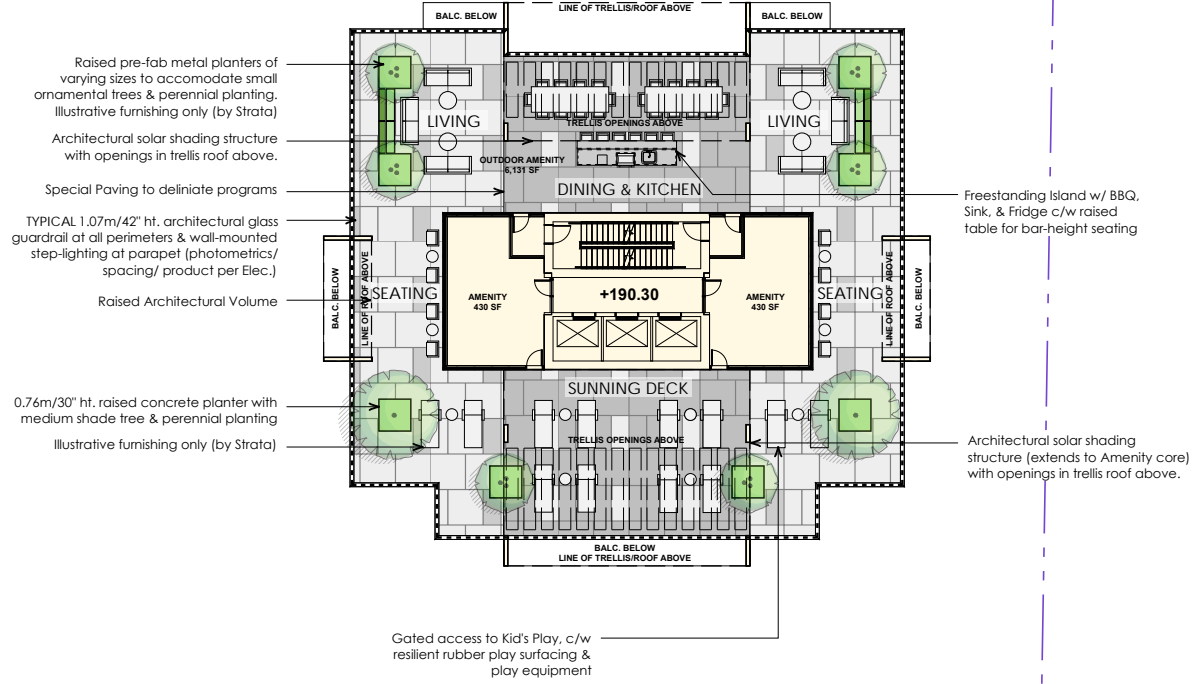 BALC. BELOW
LINE OF TRELLIS/ROOF ABOVE
BALC. BELOW
Raised pre-fab metal planters of
varying sizes to accomodate small
ornamental trees & perennial planting.
Illustrative furnishing only (by Strata)
Architectural solar shading structure
with openings in trellis roof above.
Special Paving to deliniate programs
TYPICAL 1.07m/42" ht. architectural glass
guardrail at all perimeters & wall-mounted
step-lighting at parapet (photometrics/
spacing/ product per Elec.)
Raised Architectural Volume
0.76m/30" ht. raised concrete planter with
medium shade tree & perennial planting
Illustrative furnishing only (by Strata)
LIVING
TRELLIS OPENINGS ABOVE
LIVING
OUTDOOR AMENITY
6,131 SF
DINING & KITCHEN
BALC. BELOW
LINE OF ROOF ABOVE
SEATING
AMENITY
430 SF
+190.30
AMENITY
430 SF
SEATING
LINE OF ROOF ABOVE
BALC. BELOW
SUNNING DECK
TRELLIS OPENINGS ABOVE
BALC. BELOW
LINE OF TRELLIS/ROOF ABOVE
Freestanding Island w/ BBQ,
Sink, & Fridge c/w raised
table for bar-height seating
Architectural solar shading
structure (extends to Amenity core)
with openings in trellis roof above.
Gated access to Kid's Play, c/w
resilient rubber play surfacing &
play equipment